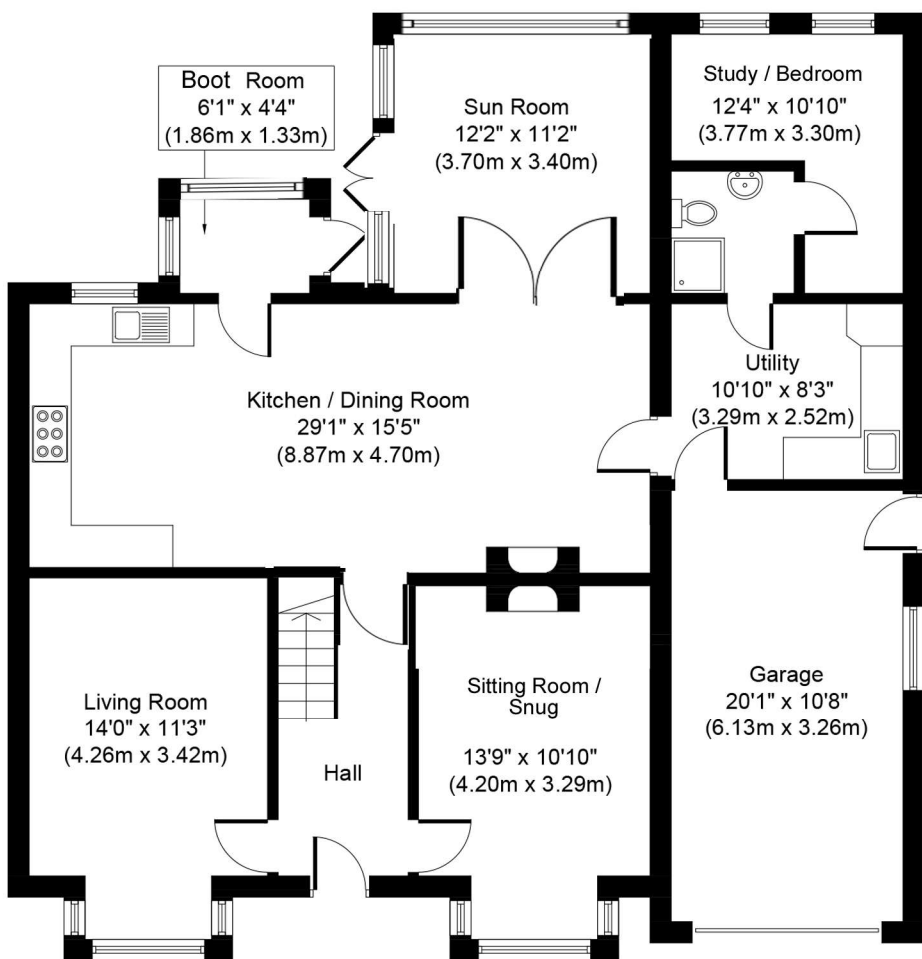 Boot Room
6'1" x 4'4"
(1.86m x 1.33m)
Sun Room
12'2" x 11'2"
(3.70m x 3.40m)
Study / Bedroom
12'4" x 10'10"
(3.77m x 3.30m)
Kitchen / Dining Room
29'1" x 15'5"
(8.87m x 4.70m)
Utility
10'10" x 8'3"
(3.29m x 2.52m)
Living Room
14'0" x 11'3"
(4.26m x 3.42m)
Hall
Sitting Room /
Snug
13'9" x 10'10"
(4.20m x 3.29m)
Garage
20'1" x 10'8"
(6.13m x 3.26m)